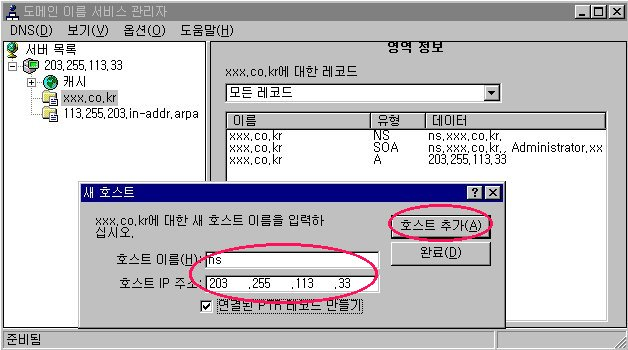 도메인 이름 서비스 관리자
DNS(D) 보기(V) 옵션(O) 도움말(H)
서버 목록
203.255.113.33
캐시
xxx.co.kr
113.255.203.in-addr.arpa
영역 정보
xxx.co.kr에 대한 레코드
모든 레코드
이름 유형 데이터
xxx.co.kr NS ns.xxx.co.kr.
xxx.co.kr SOA ns.xxx.co.kr., Administrator.xx
xxx.co.kr A 203.255.113.33
새 호스트
xxx.co.kr에 대한 새 호스트 이름을 입력하
십시오.
호스트 추가(A)
완료(D)
호스트 이름(H): ns
호스트 IP 주소: 203 .255 .113 .33
연결된 PTR 레코드 만들기
준비됨